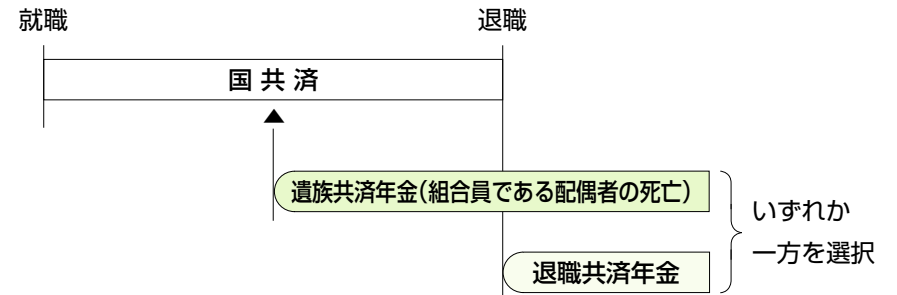 就職
退職
国共済
遺族共済年金（組合員である配偶者の死亡）
いずれか
一方を選択
退職共済年金